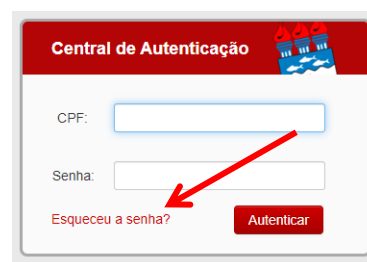 Central de Autenticação
CPF:
Senha:
Esqueceu a senha? Autenticar